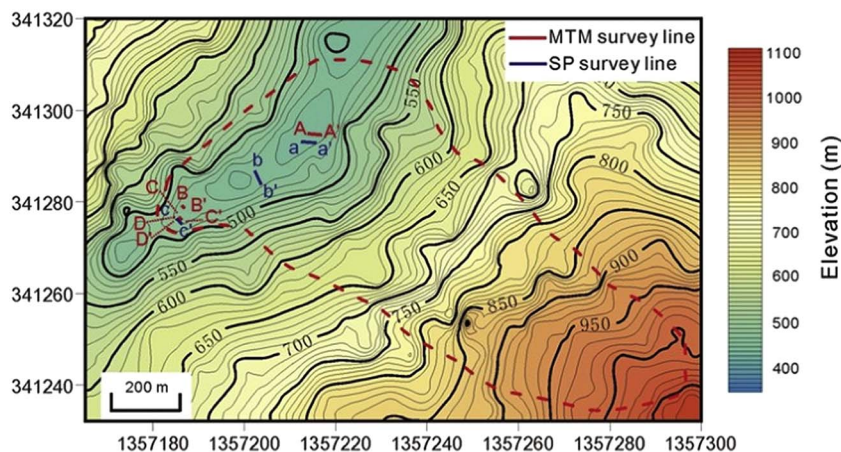 341320
341300
341280
341260
341240
1357180
1357200
1357220
1357240
1357260
1357280
1357300
MTM survey line
SP survey line
550
750
800
600
650
500
550
600
650
700
750
850
900
950
A
A'
a
a'
b
b'
C
B
c
B'
C'
D
D'
c'
200 m
1100
1000
900
800
700
600
500
400
Elevation (m)